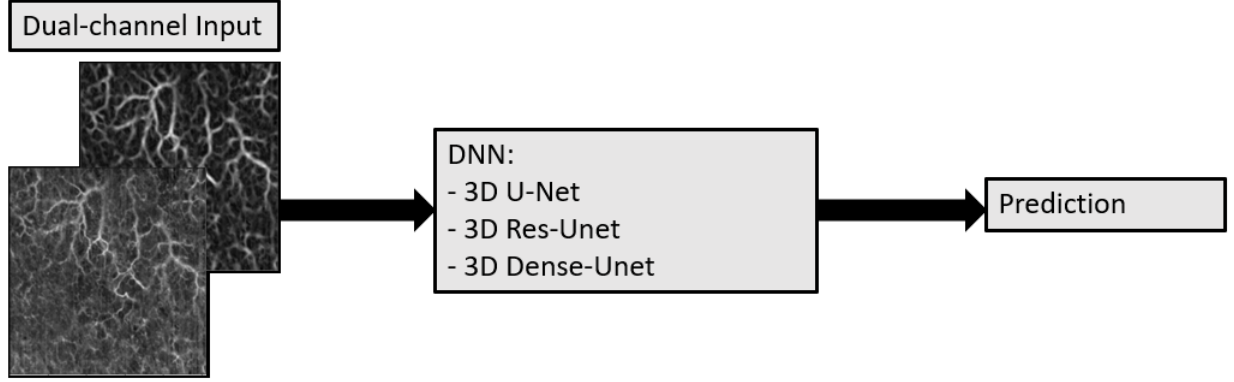 Dual-channel Input
DNN:
- 3D U-Net
- 3D Res-Unet
- 3D Dense-Unet
Prediction